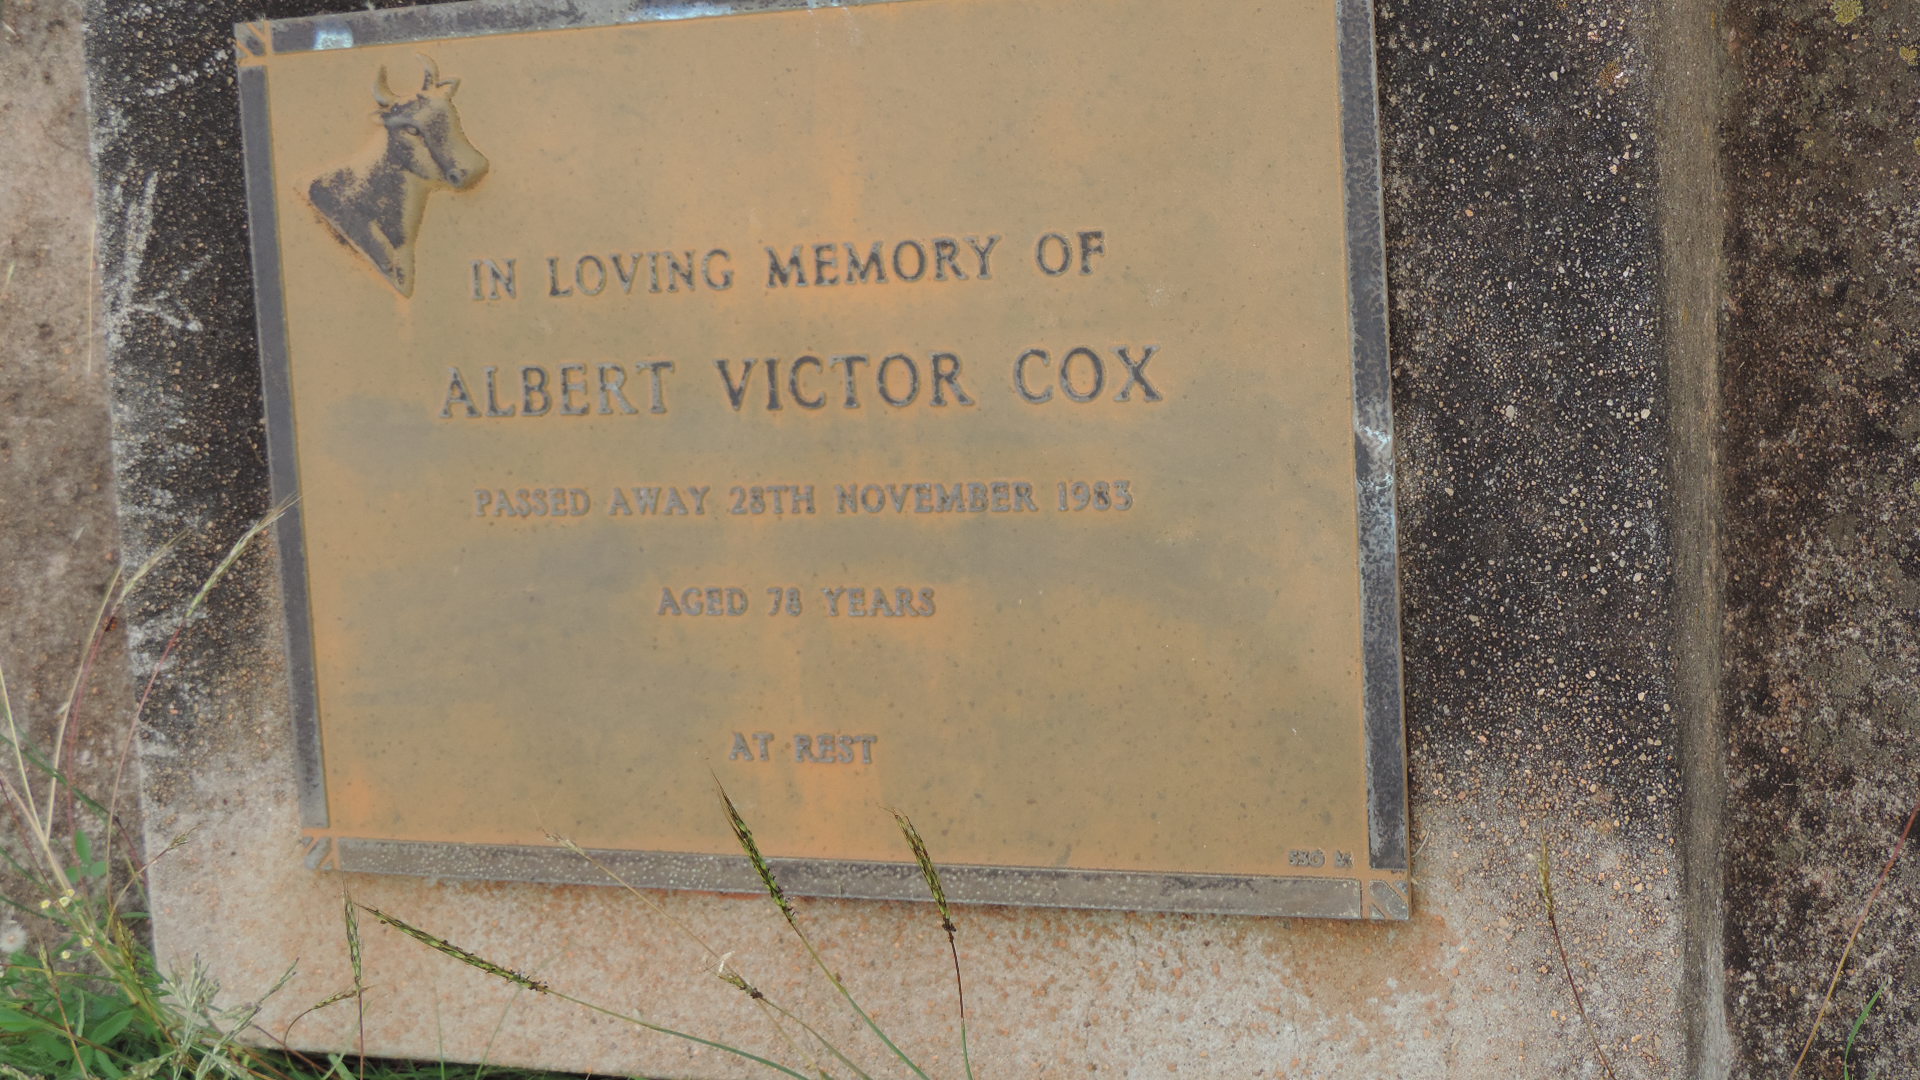 IN LOVING MEMORY OF
ALBERT VICTOR COX
PASSED AWAY 28TH NOVEMBER 1983
AGED 78 YEARS
AT REST